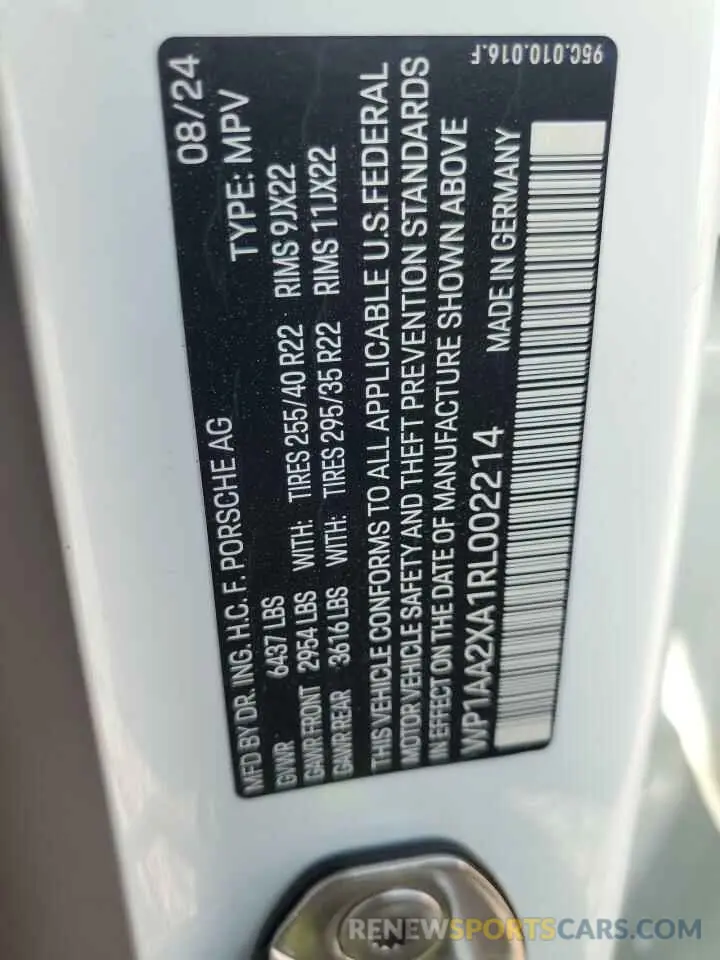 95C.010.016.F
MFD BY DR. ING. H.C. F. PORSCHE AG 08/24
GVWR 6437 LBS TYPE: MPV
GAWR FRONT 2954 LBS WITH: TIRES 255/40 R22 RIMS 9JX22
GAWR REAR 3616 LBS WITH: TIRES 295/35 R22 RIMS 11JX22
THIS VEHICLE CONFORMS TO ALL APPLICABLE U.S.FEDERAL
MOTOR VEHICLE SAFETY AND THEFT PREVENTION STANDARDS
IN EFFECT ON THE DATE OF MANUFACTURE SHOWN ABOVE
WP1AA2XA1RL002214 MADE IN GERMANY
RENEWSPORTSCARS.COM